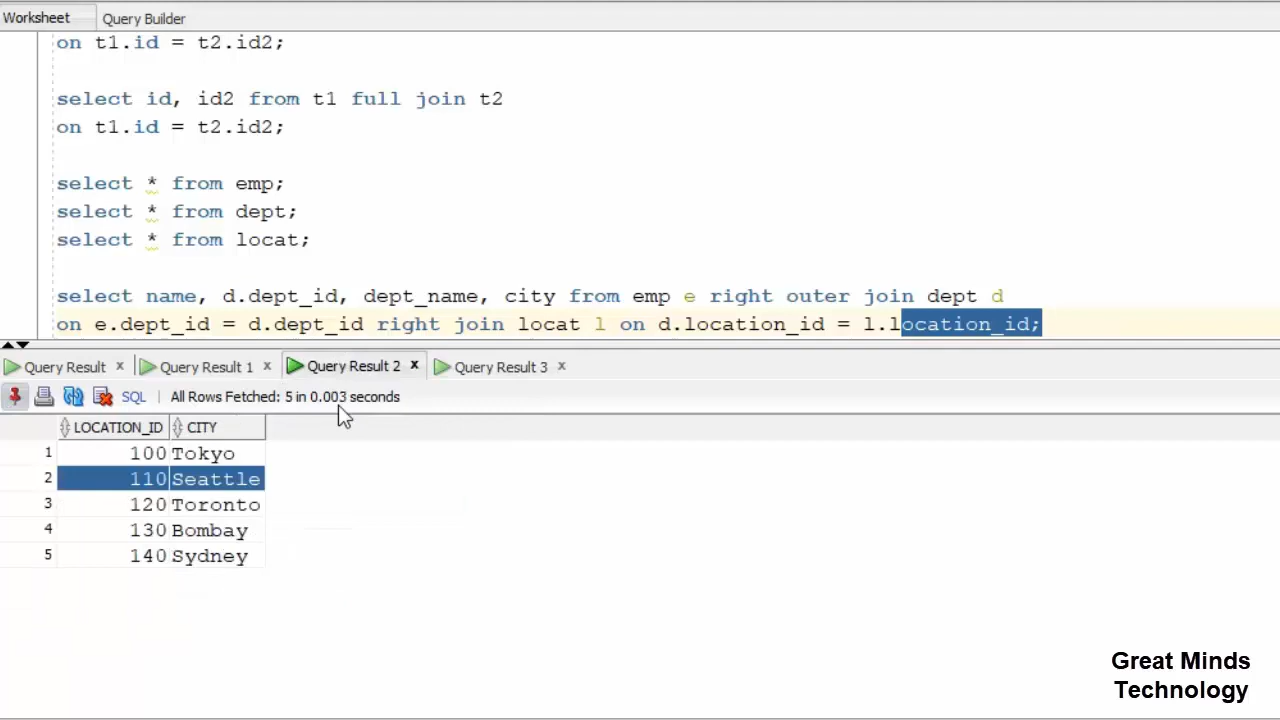 Worksheet Query Builder
on t1.id = t2.id2;
select id, id2 from t1 full join t2
on t1.id = t2.id2;
select * from emp;
select * from dept;
select * from locat;
select name, d.dept_id, dept_name, city from emp e right outer join dept d
on e.dept_id = d.dept_id right join locat l on d.location_id = l.location_id;
Query Result x Query Result 1 x Query Result 2 x Query Result 3 x
SQL | All Rows Fetched: 5 in 0.003 seconds
LOCATION_ID CITY
1 100 Tokyo
2 110 Seattle
3 120 Toronto
4 130 Bombay
5 140 Sydney
Great Minds
Technology